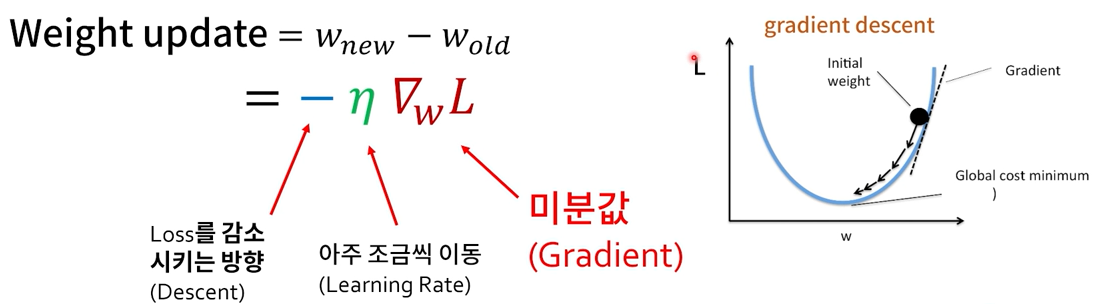 Weight update = w_new − w_old
= − η ∇_w L
Loss를 감소
시키는 방향
(Descent)
아주 조금씩 이동
(Learning Rate)
미분값
(Gradient)
gradient descent
L
Initial
weight
Gradient
Global cost minimum
)
w